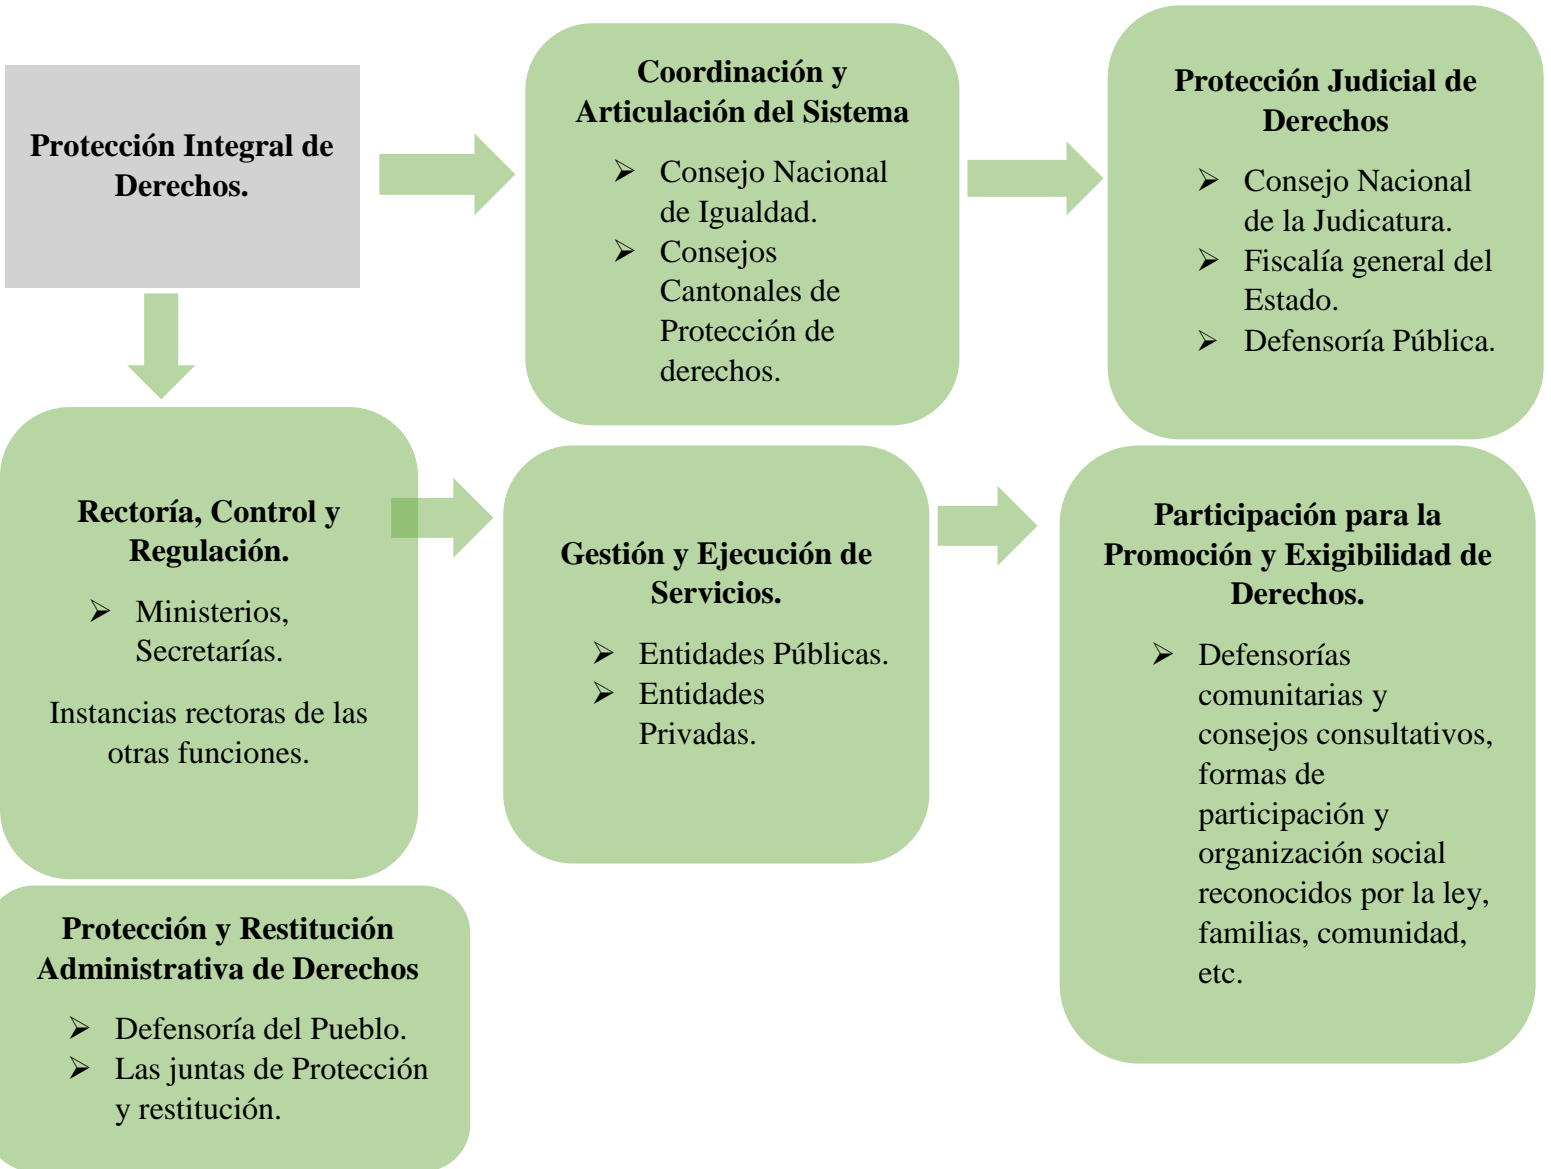 Protección Integral de
Derechos.
Coordinación y
Articulación del Sistema
➢ Consejo Nacional
de Igualdad.
➢ Consejos
Cantonales de
Protección de
derechos.
Protección Judicial de
Derechos
➢ Consejo Nacional
de la Judicatura.
➢ Fiscalía general del
Estado.
➢ Defensoría Pública.
Rectoría, Control y
Regulación.
➢ Ministerios,
Secretarías.
Instancias rectoras de las
otras funciones.
Gestión y Ejecución de
Servicios.
➢ Entidades Públicas.
➢ Entidades
Privadas.
Participación para la
Promoción y Exigibilidad de
Derechos.
➢ Defensorías
comunitarias y
consejos consultativos,
formas de
participación y
organización social
reconocidos por la ley,
familias, comunidad,
etc.
Protección y Restitución
Administrativa de Derechos
➢ Defensoría del Pueblo.
➢ Las juntas de Protección
y restitución.